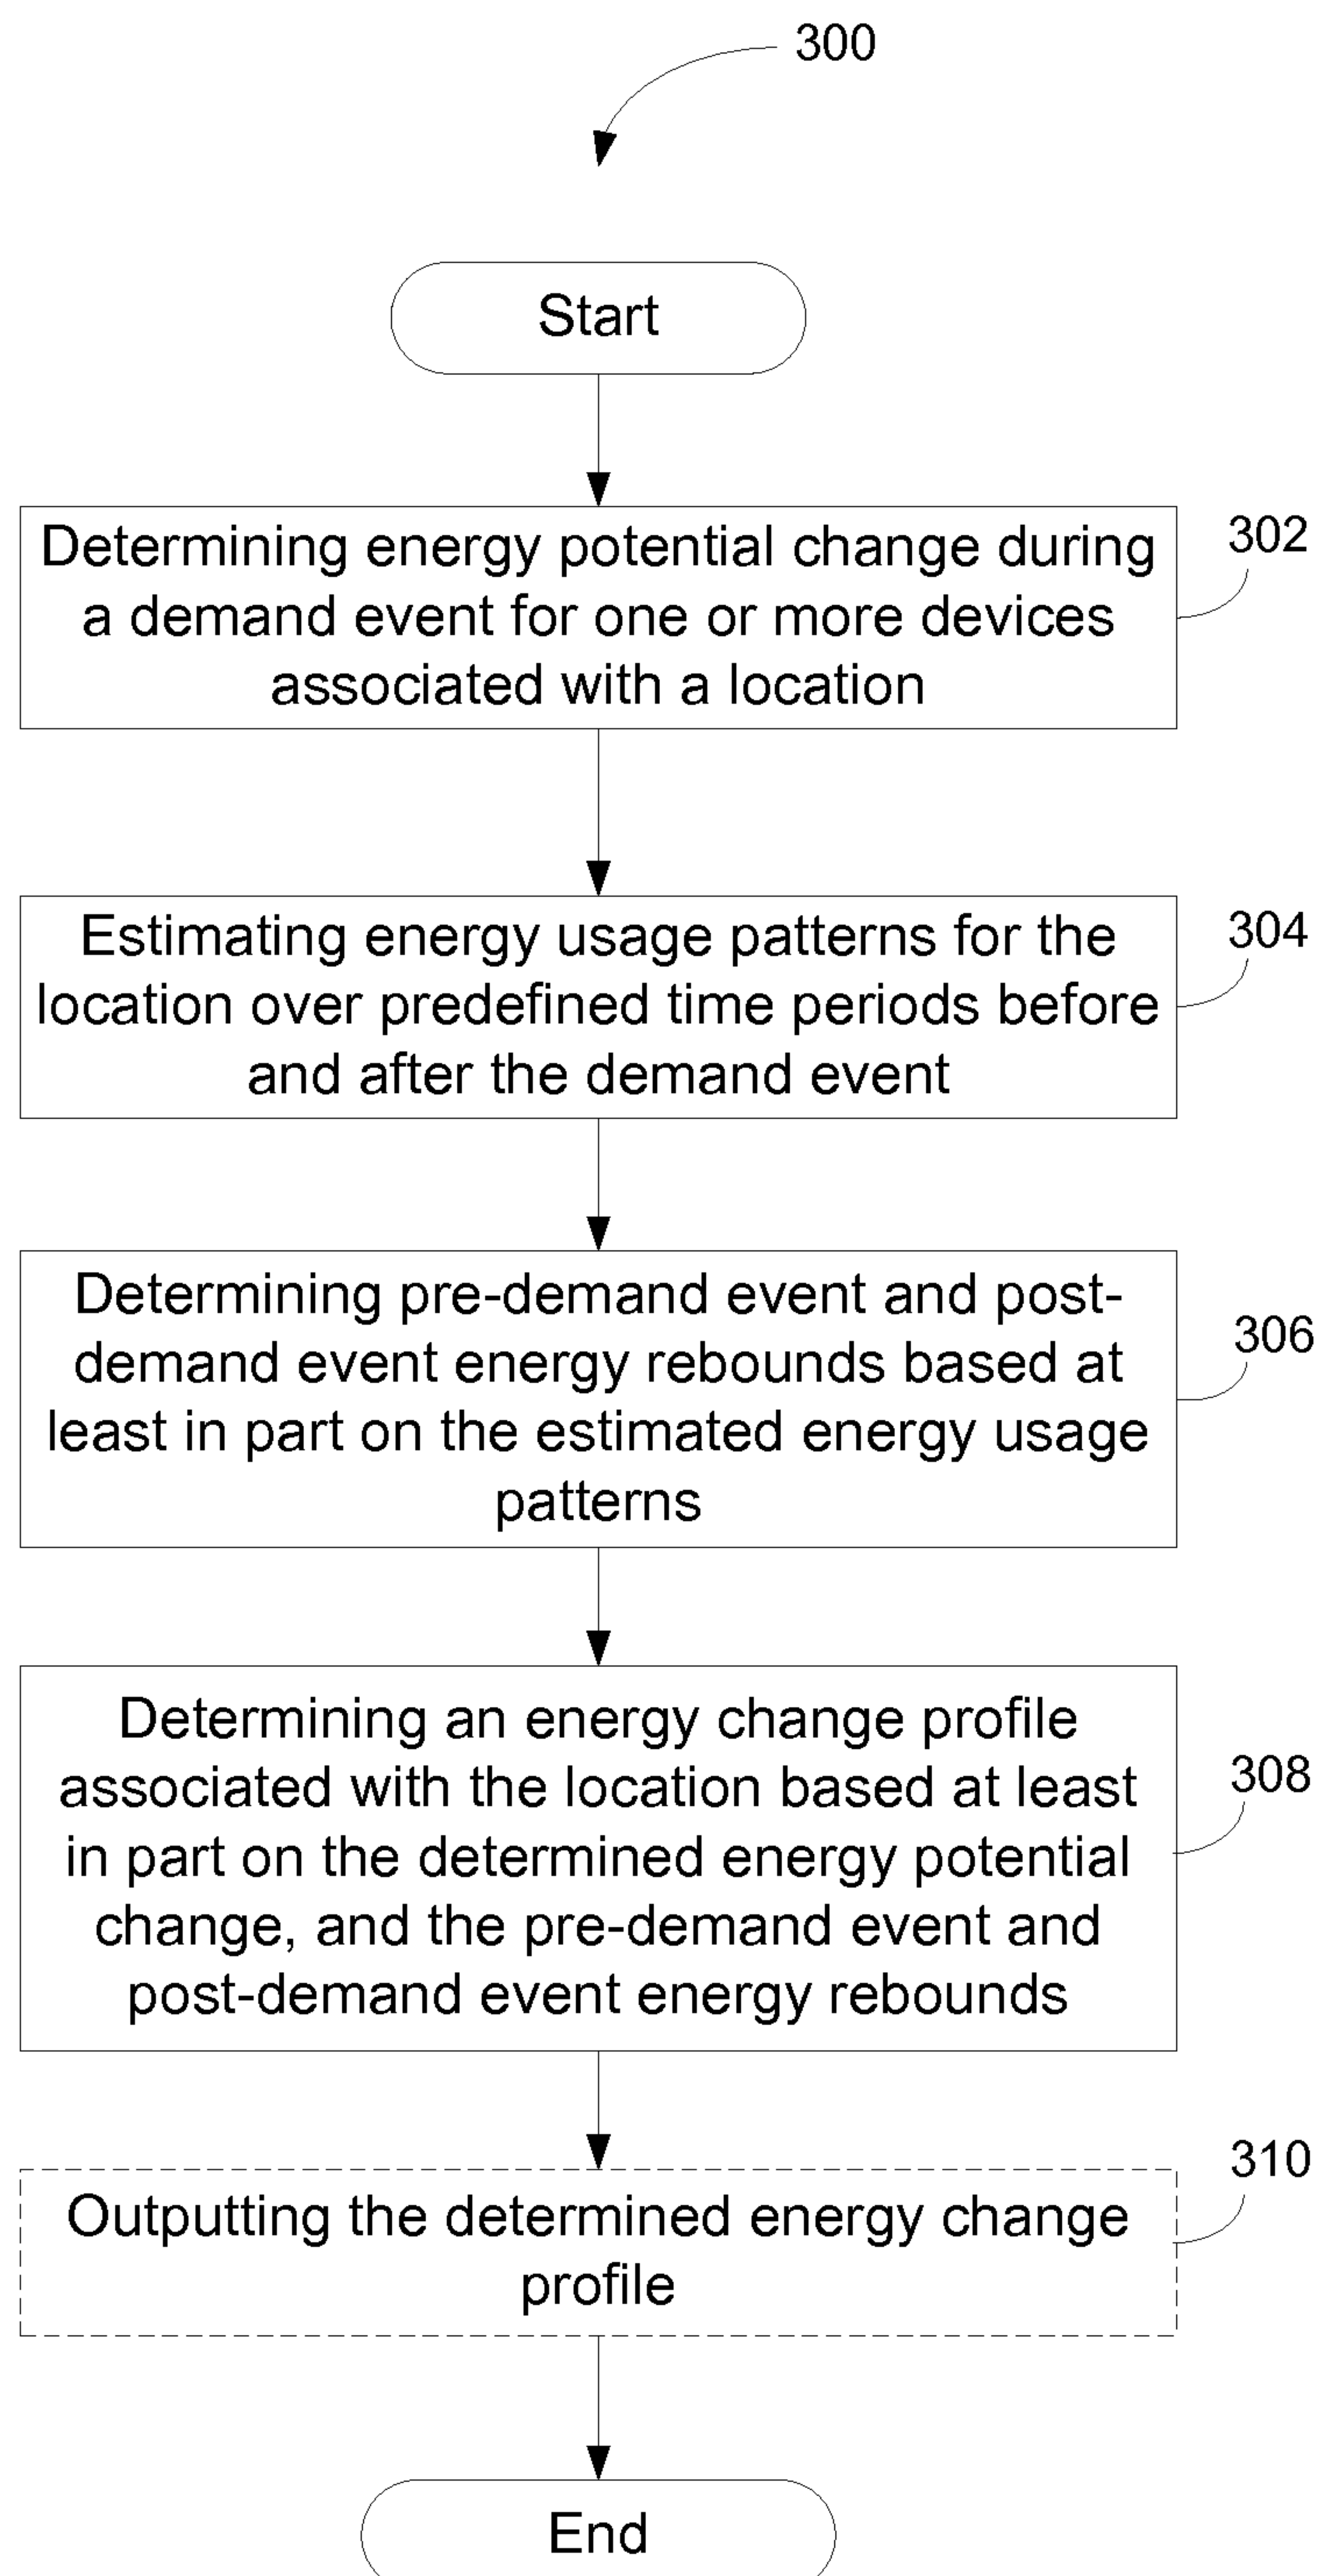 300
Start
Determining energy potential change during
a demand event for one or more devices
associated with a location
302
Estimating energy usage patterns for the
location over predefined time periods before
and after the demand event
304
Determining pre-demand event and post-
demand event energy rebounds based at
least in part on the estimated energy usage
patterns
306
Determining an energy change profile
associated with the location based at least
in part on the determined energy potential
change, and the pre-demand event and
post-demand event energy rebounds
308
Outputting the determined energy change
profile
310
End